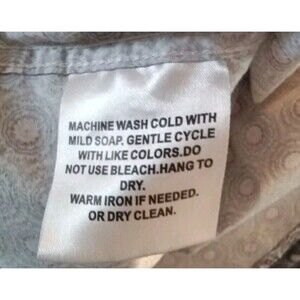 MACHINE WASH COLD WITH
MILD SOAP. GENTLE CYCLE
WITH LIKE COLORS.DO
NOT USE BLEACH.HANG TO
DRY.
WARM IRON IF NEEDED.
OR DRY CLEAN.